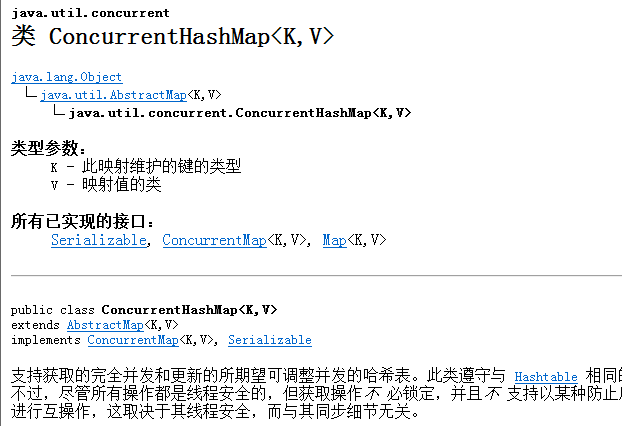 java.util.concurrent
类 ConcurrentHashMap<K,V>
java.lang.Object
java.util.AbstractMap<K,V>
java.util.concurrent.ConcurrentHashMap<K,V>
类型参数：
K - 此映射维护的键的类型
V - 映射值的类
所有已实现的接口：
Serializable, ConcurrentMap<K,V>, Map<K,V>
public class ConcurrentHashMap<K,V>
extends AbstractMap<K,V>
implements ConcurrentMap<K,V>, Serializable
支持获取的完全并发和更新的所期望可调整并发的哈希表。此类遵守与 Hashtable 相同的
不过，尽管所有操作都是线程安全的，但获取操作不 必锁定，并且不 支持以某种防止
进行互操作，这取决于其线程安全，而与其同步细节无关。